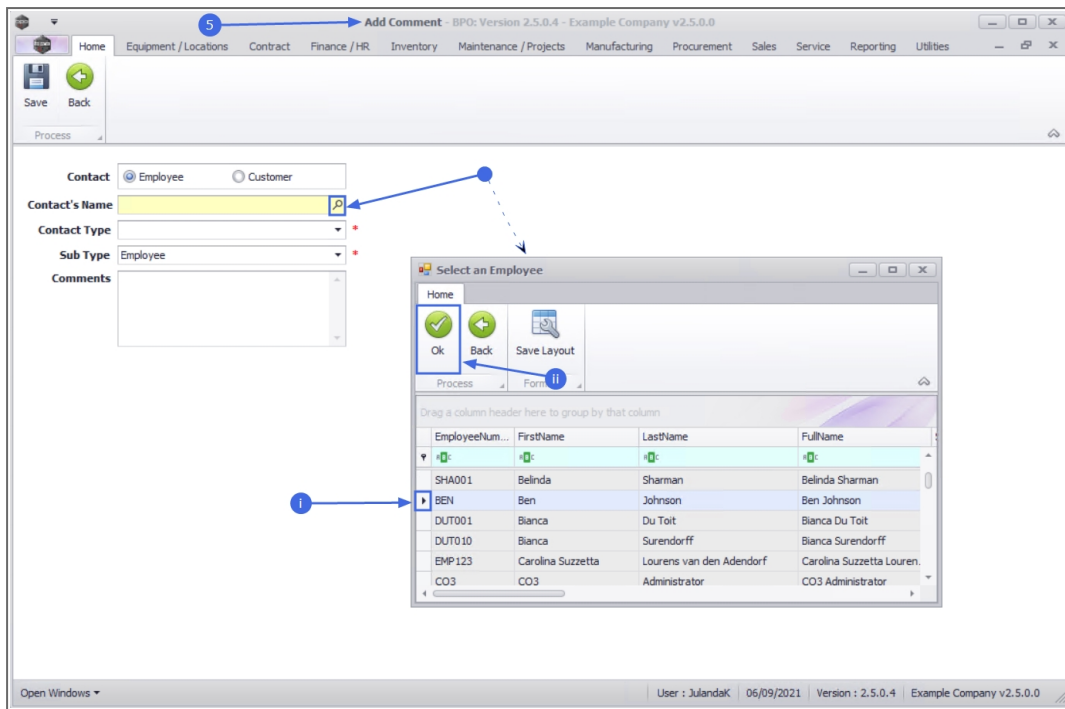 5
Add Comment - BPO: Version 2.5.0.4 - Example Company v2.5.0.0
Home Equipment / Locations Contract Finance / HR Inventory Maintenance / Projects Manufacturing Procurement Sales Service Reporting Utilities
Save Back
Process
Contact Employee Customer
Contact's Name
Contact Type *
Sub Type Employee *
Comments
Select an Employee
Home
Ok Back Save Layout
ii
Process Form
Drag a column header here to group by that column
EmployeeNum... FirstName LastName FullName
SHA001 Belinda Sharman Belinda Sharman
i
BEN Ben Johnson Ben Johnson
DUT001 Bianca Du Toit Bianca Du Toit
DUT010 Bianca Surendorff Bianca Surendorff
EMP123 Carolina Suzzetta Lourens van den Adendorf Carolina Suzzetta Louren.
CO3 CO3 Administrator CO3 Administrator
Open Windows User : JulandaK 06/09/2021 Version : 2.5.0.4 Example Company v2.5.0.0